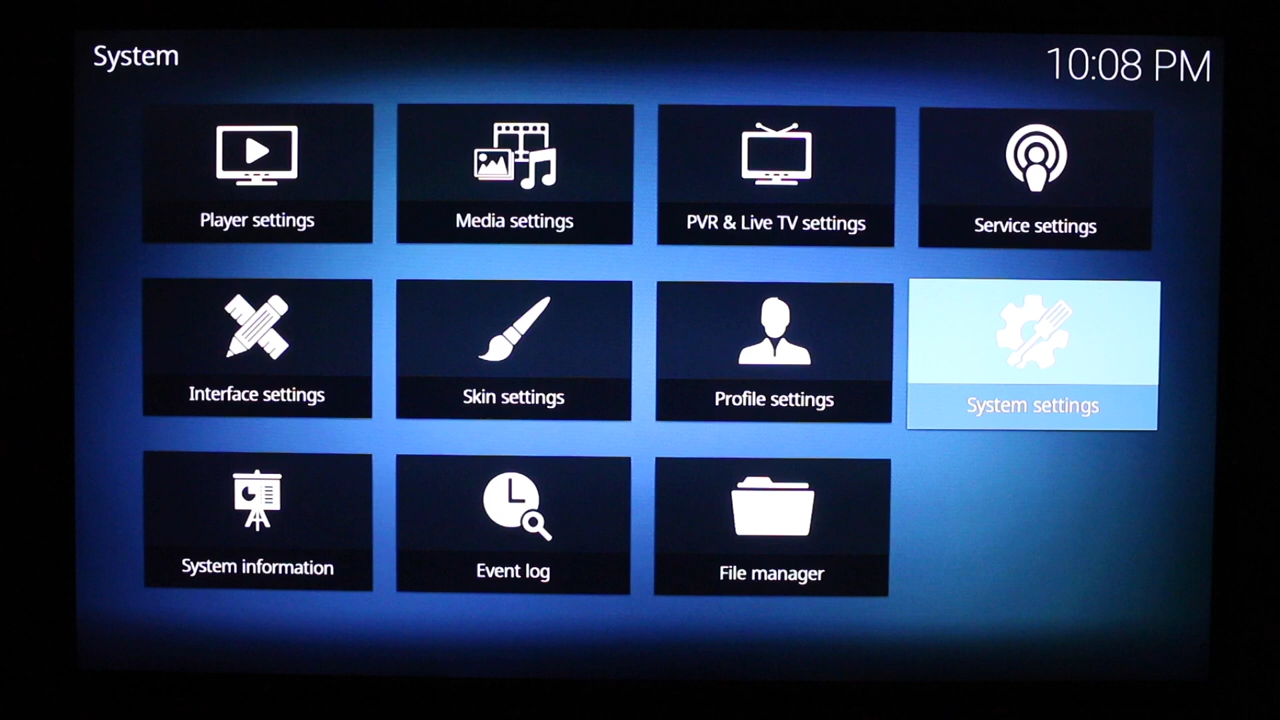 System
10:08 PM
Player settings
Media settings
PVR & Live TV settings
Service settings
Interface settings
Skin settings
Profile settings
System settings
System information
Event log
File manager